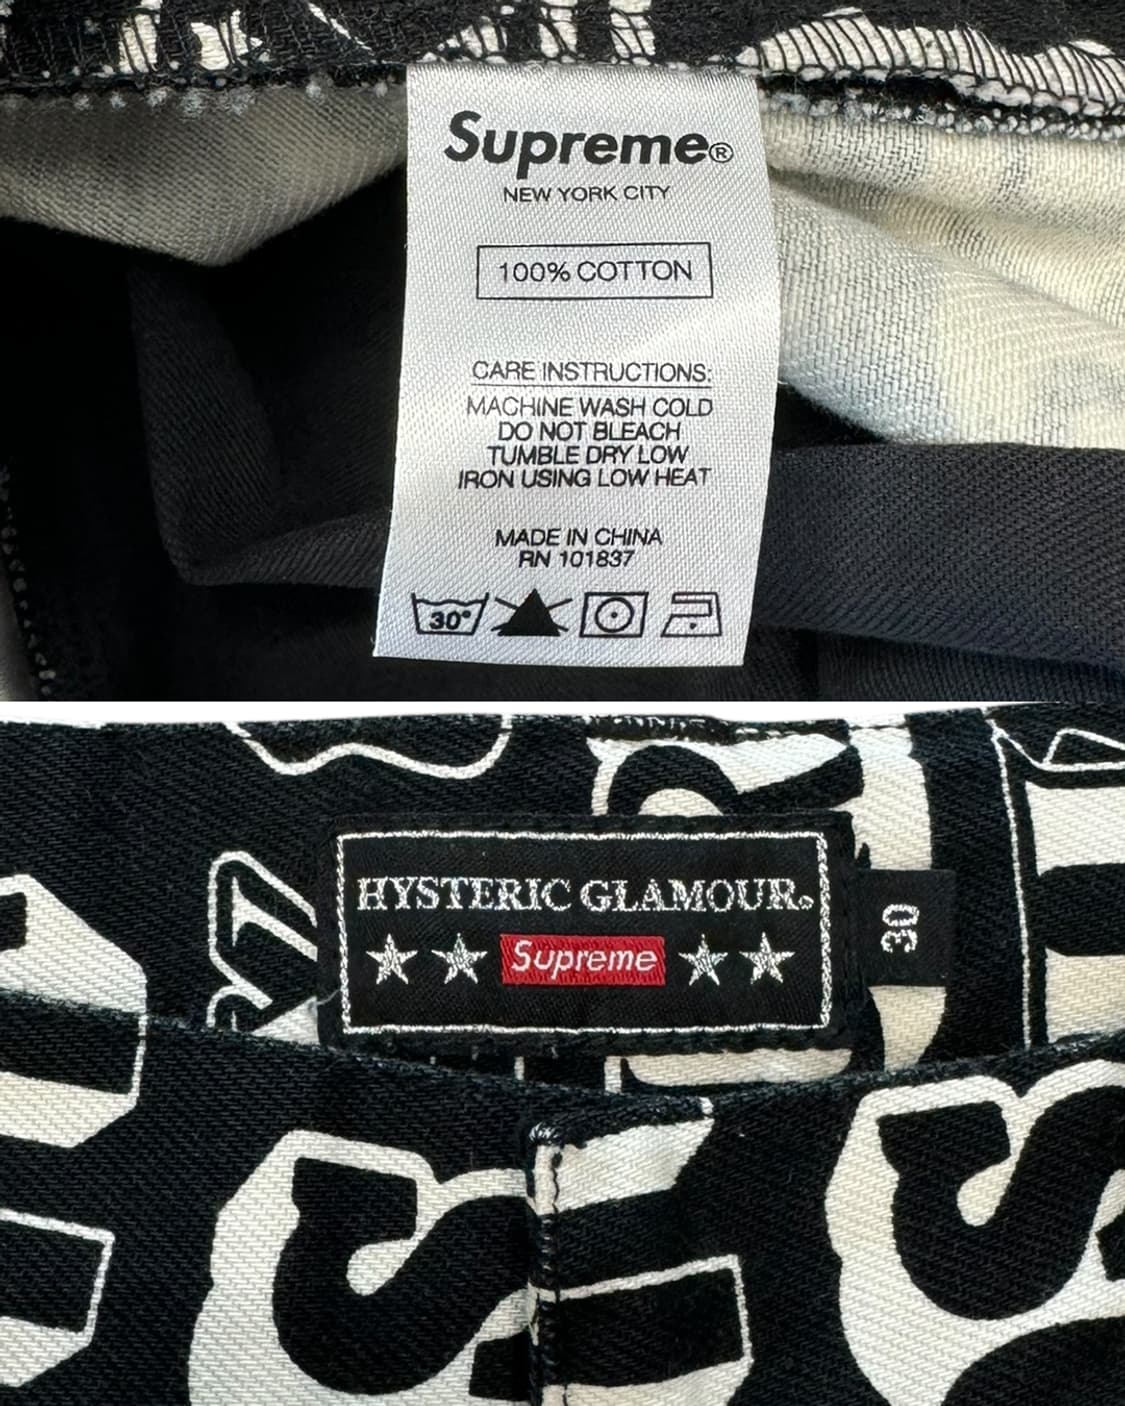 Supreme®
NEW YORK CITY
100% COTTON
CARE INSTRUCTIONS:
MACHINE WASH COLD
DO NOT BLEACH
TUMBLE DRY LOW
IRON USING LOW HEAT
MADE IN CHINA
RN 101837
30°
HYSTERIC GLAMOUR.
Supreme
30